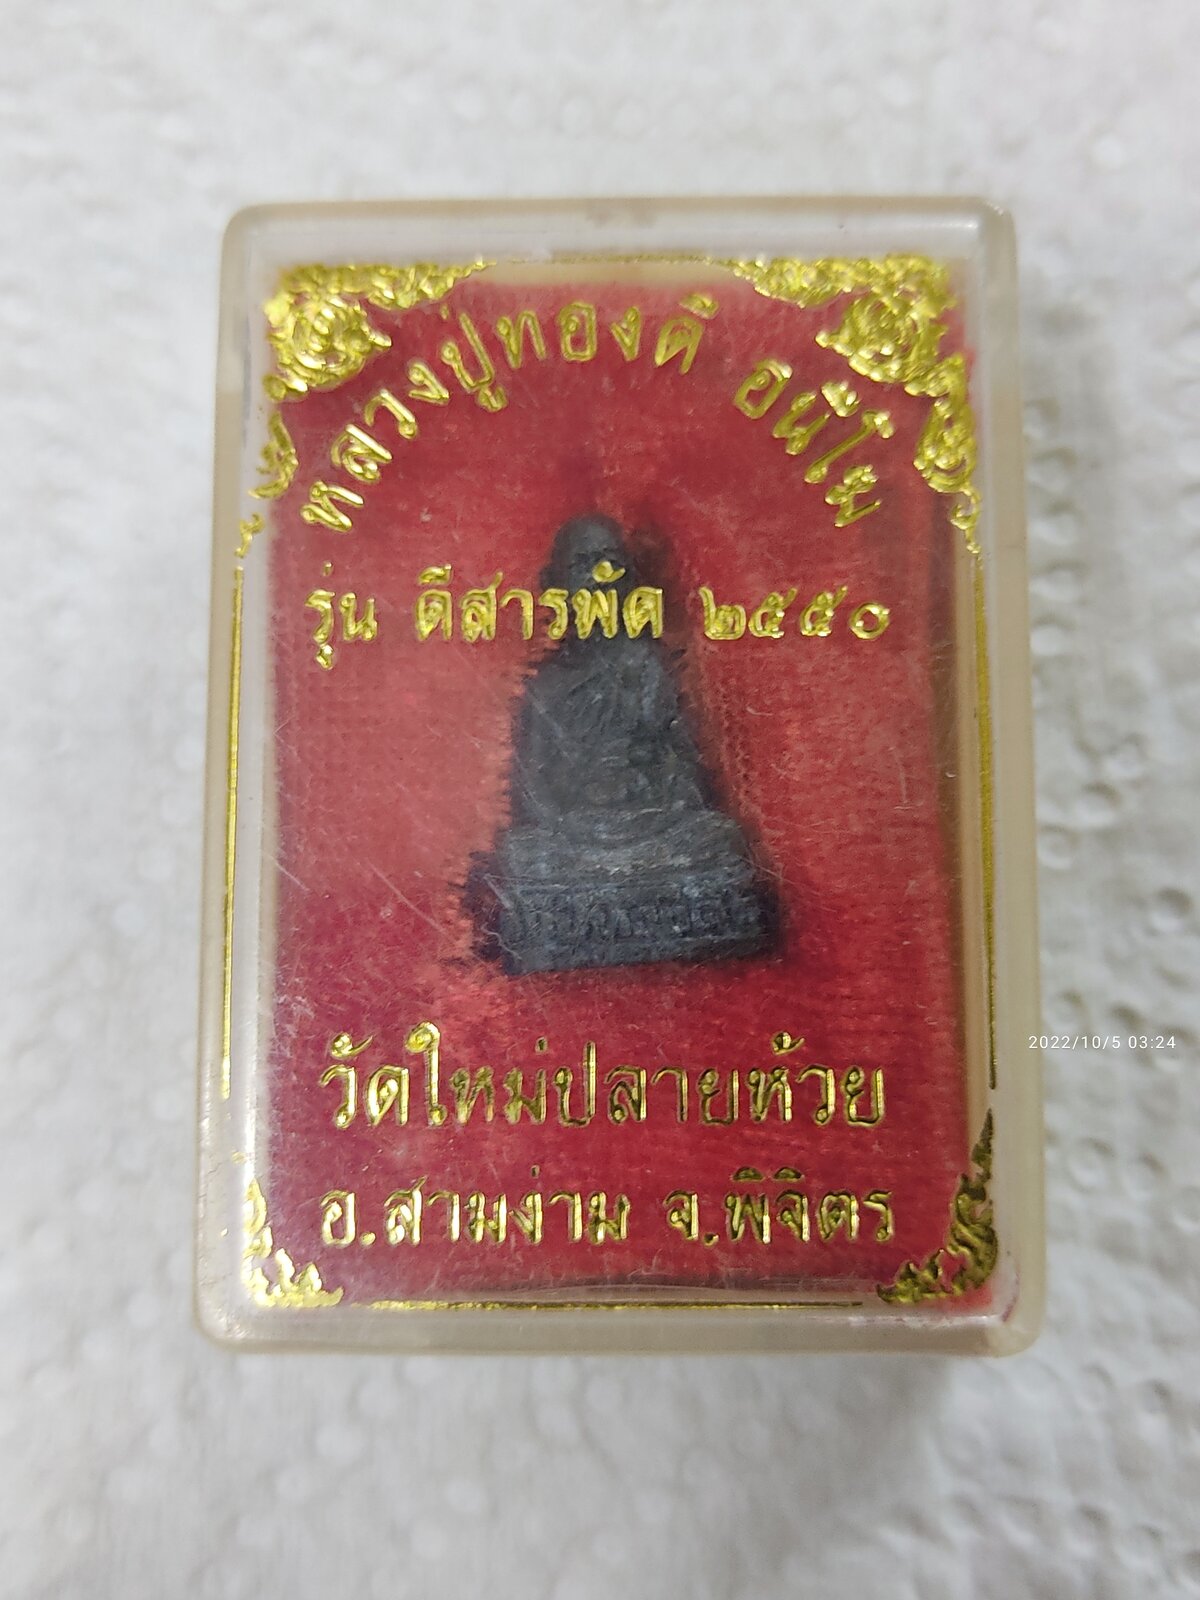 หลวงปู่ทองดี อนีโฆ
รุ่น ดีสารพัด ๒๕๕๐
วัดใหม่ปลายห้วย
อ.สามง่าม จ.พิจิตร
2022/10/5 03:24